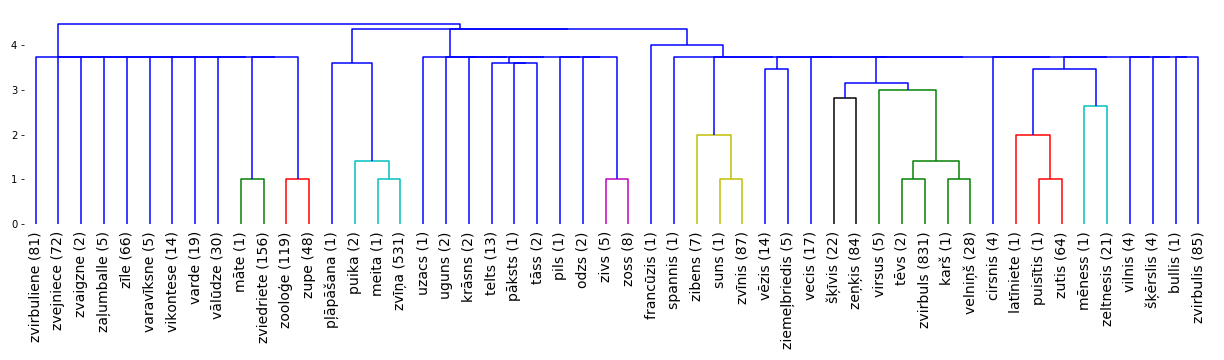 4
3
2
1
0
zvirbuliene (81)
zvejniece (72)
zvaigzne (2)
zaļumballe (5)
zīle (66)
varavīksne (5)
vikontese (14)
varde (19)
vālūdze (30)
māte (1)
zviedriete (156)
zooloģe (119)
zupe (48)
pļāpāšana (1)
puika (2)
meita (1)
zvīņa (531)
uzacs (1)
uguns (2)
krāsns (2)
telts (13)
pāksts (1)
tāss (2)
pils (1)
odzs (2)
zivs (5)
zoss (8)
francūzis (1)
spannis (1)
zibens (7)
suns (1)
zvīnis (87)
vēzis (14)
ziemeļbriedis (5)
vecis (17)
šķīvis (22)
zeņķis (84)
virsus (5)
tēvs (2)
zvirbuls (831)
karš (1)
velniņš (28)
cirsnis (4)
latīniete (1)
puisītis (1)
zutis (64)
mēness (1)
zeltnesis (21)
vilnis (4)
šķērslis (4)
bullis (1)
zvirbulis (85)